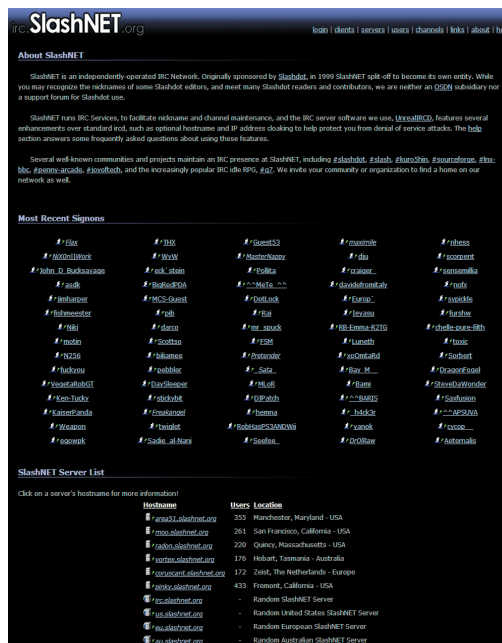 irc.SlashNET.org
login | clients | servers | users | channels | links | about | he
About SlashNET
SlashNET is an independently-operated IRC Network. Originally sponsored by Slashdot, in 1999 SlashNET split-off to become its own entity. While
you may recognize the nicknames of some Slashdot editors, and meet many Slashdot readers and contributors, we are neither an OSDN subsidiary nor
a support forum for Slashdot use.
SlashNET runs IRC Services, to facilitate nickname and channel maintenance, and the IRC server software we use, UnrealIRCD, features several
enhancements over standard ircd, such as optional hostname and IP address cloaking to help protect you from denial of service attacks. The help
section answers some frequently asked questions about using these features.
Several well-known communities and projects maintain an IRC presence at SlashNET, including #slashdot, #slash, #kuro5hin, #sourceforge, #lnx-
bbc, #penny-arcade, #joyoftech, and the increasingly popular IRC idle RPG, #g7. We invite your community or organization to find a home on our
network as well.
Most Recent Signons
Flax THX Guest53 maximile nhess
NiX0n||Work WyW MasterNappy diu scorpent
John_D_Bucksavage eck`stein Pollita craiger_ sensemillia
asdk BigRedPDA ^^MeTe_^^ davidefromitaly nofx
jimharper MCS-Guest DotLock Europ` svpickle
fishmeester pib Raj Jevasu furshw
Niki darco mr_spuck RB-Emma-R2TG chelle-pure-filth
motin Scottso FSM Luneth toxic
N256 biliamee Pretender xoOmtaRd Sorbert
fuckyou pebbler _Sata_ Bay_M__ DragonFogel
VegetaRobGT DaySleeper MLoR Bami SteveDaWonder
Ken-Tucky stickybit DJPatch ^^BARIS Saxfusion
KaiserPanda Freakangel hemna _h4ck3r ^^APSUVA
Weapon twiglet RobHasPS3ANDWii yanok cycop__
egowpk Sadie_al-Nani Seefee_ DrOlRaw Aeternalis
SlashNET Server List
Click on a server's hostname for more information!
Hostname Users Location
area51.slashnet.org 355 Manchester, Maryland - USA
moo.slashnet.org 261 San Francisco, California - USA
radon.slashnet.org 220 Quincy, Massachusetts - USA
vortex.slashnet.org 176 Hobart, Tasmania - Australia
coruscant.slashnet.org 172 Zeist, The Netherlands - Europe
pinky.slashnet.org 433 Fremont, California - USA
irc.slashnet.org - Random SlashNET Server
us.slashnet.org - Random United States SlashNET Server
eu.slashnet.org - Random European SlashNET Server
au.slashnet.org - Random Australian SlashNET Server